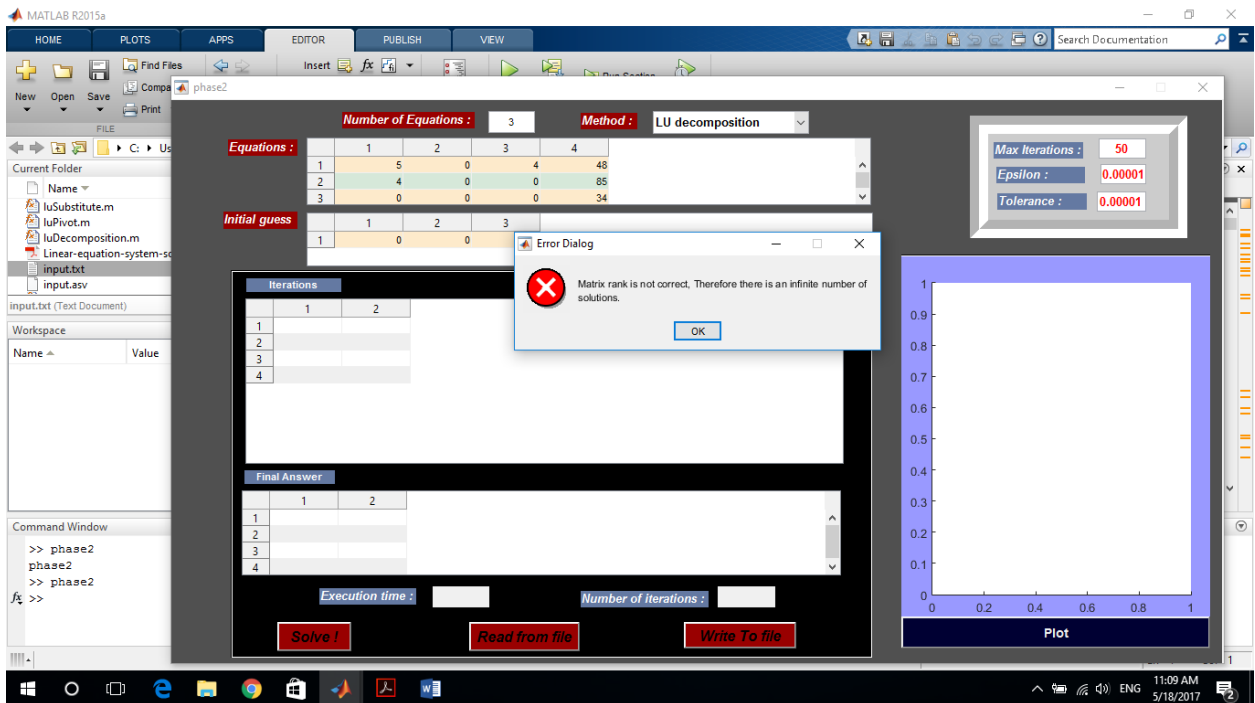 MATLAB R2015a
HOME PLOTS APPS EDITOR PUBLISH VIEW
Search Documentation
New Open Save
Find Files
Compa
Print
Insert
fx
FILE
phase2
Number of Equations : 3 Method : LU decomposition
Equations :
1 2 3 4
1 5 0 4 48
2 4 0 0 85
3 0 0 0 34
Initial guess
1 2 3
1 0 0
Max Iterations : 50
Epsilon : 0.00001
Tolerance : 0.00001
C: Us
Current Folder
Name
luSubstitute.m
luPivot.m
luDecomposition.m
Linear-equation-system-so
input.txt
input.asv
input.txt (Text Document)
Workspace
Name Value
Error Dialog
Matrix rank is not correct, Therefore there is an infinite number of
solutions.
OK
Iterations
1 2
1
2
3
4
Final Answer
1 2
1
2
3
4
Execution time :
Number of iterations :
Solve !
Read from file
Write To file
1
0.9
0.8
0.7
0.6
0.5
0.4
0.3
0.2
0.1
0
0 0.2 0.4 0.6 0.8 1
Plot
Command Window
>> phase2
phase2
>> phase2
fx >>
ENG
11:09 AM
5/18/2017
2